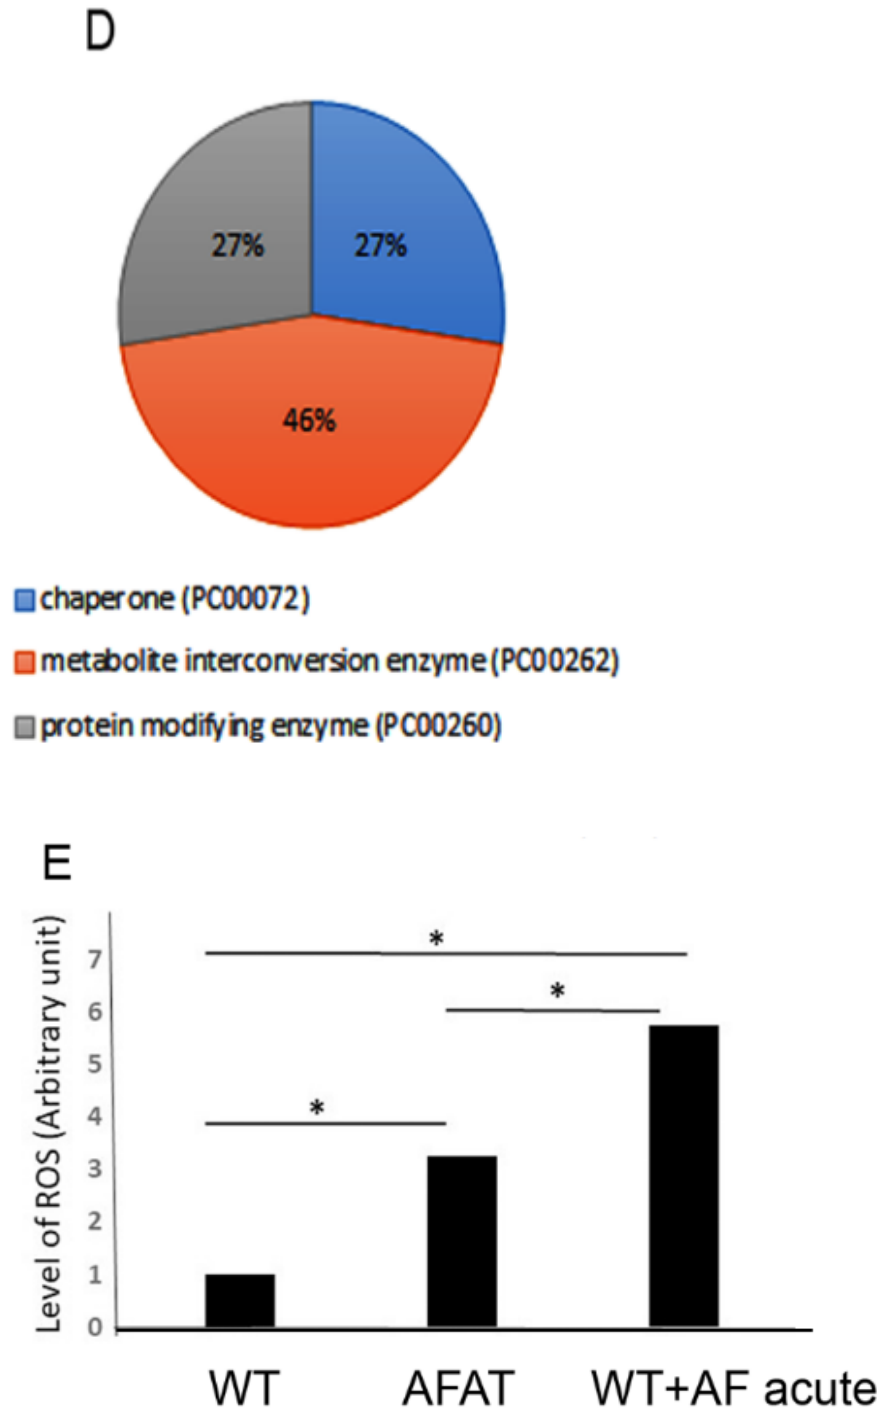 D
27% 27%
46%
chaperone (PC00072)
metabolite interconversion enzyme (PC00262)
protein modifying enzyme (PC00260)
E
Level of ROS (Arbitrary unit)
7
6
5
4
3
2
1
0
*
*
*
WT AFAT WT+AF acute